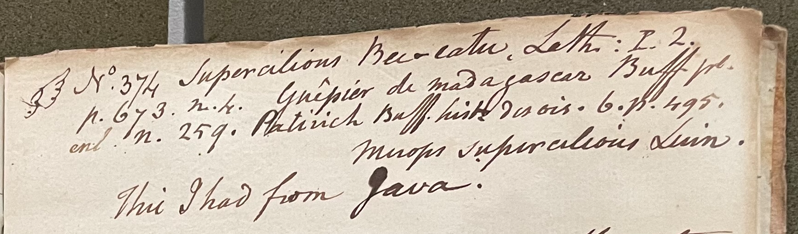 No. 374 Supercilious Bee-eater, Lath: I. 2.
p. 673. n. 4. Guêpier de madagascar Buff. pl.
enl. n. 259. Patirich Buff. hist des ois. 6. p. 495.
Merops superciliosus Linn.
This I had from Java.